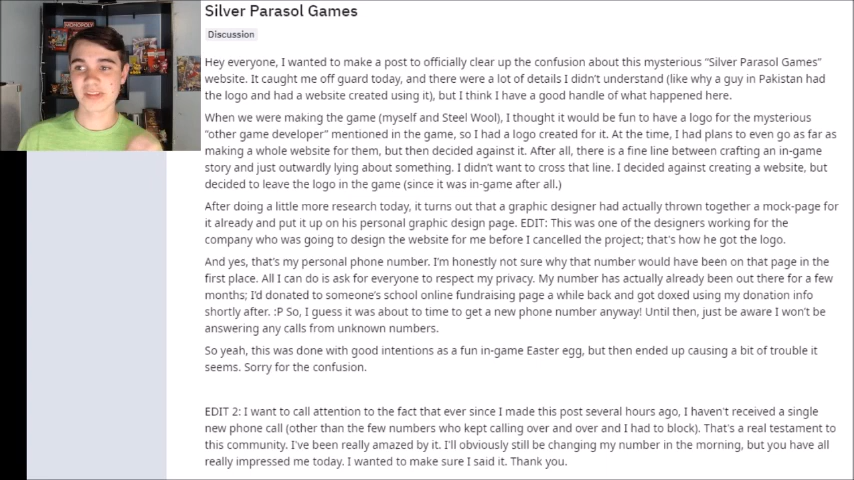 Silver Parasol Games
Discussion
Hey everyone, I wanted to make a post to officially clear up the confusion about this mysterious "Silver Parasol Games"
website. It caught me off guard today, and there were a lot of details I didn't understand (like why a guy in Pakistan had
the logo and had a website created using it), but I think I have a good handle of what happened here.
When we were making the game (myself and Steel Wool), I thought it would be fun to have a logo for the mysterious
"other game developer" mentioned in the game, so I had a logo created for it. At the time, I had plans to even go as far as
making a whole website for them, but then decided against it. After all, there is a fine line between crafting an in-game
story and just outwardly lying about something. I didn't want to cross that line. I decided against creating a website, but
decided to leave the logo in the game (since it was in-game after all.)
After doing a little more research today, it turns out that a graphic designer had actually thrown together a mock-page for
it already and put it up on his personal graphic design page. EDIT: This was one of the designers working for the
company who was going to design the website for me before I cancelled the project; that's how he got the logo.
And yes, that's my personal phone number. I'm honestly not sure why that number would have been on that page in the
first place. All I can do is ask for everyone to respect my privacy. My number has actually already been out there for a few
months; I'd donated to someone's school online fundraising page a while back and got doxed using my donation info
shortly after. :P So, I guess it was about to time to get a new phone number anyway! Until then, just be aware I won't be
answering any calls from unknown numbers.
So yeah, this was done with good intentions as a fun in-game Easter egg, but then ended up causing a bit of trouble it
seems. Sorry for the confusion.
EDIT 2: I want to call attention to the fact that ever since I made this post several hours ago, I haven't received a single
new phone call (other than the few numbers who kept calling over and over and I had to block). That's a real testament to
this community. I've been really amazed by it. I'll obviously still be changing my number in the morning, but you have all
really impressed me today. I wanted to make sure I said it. Thank you.
MONOPOLY